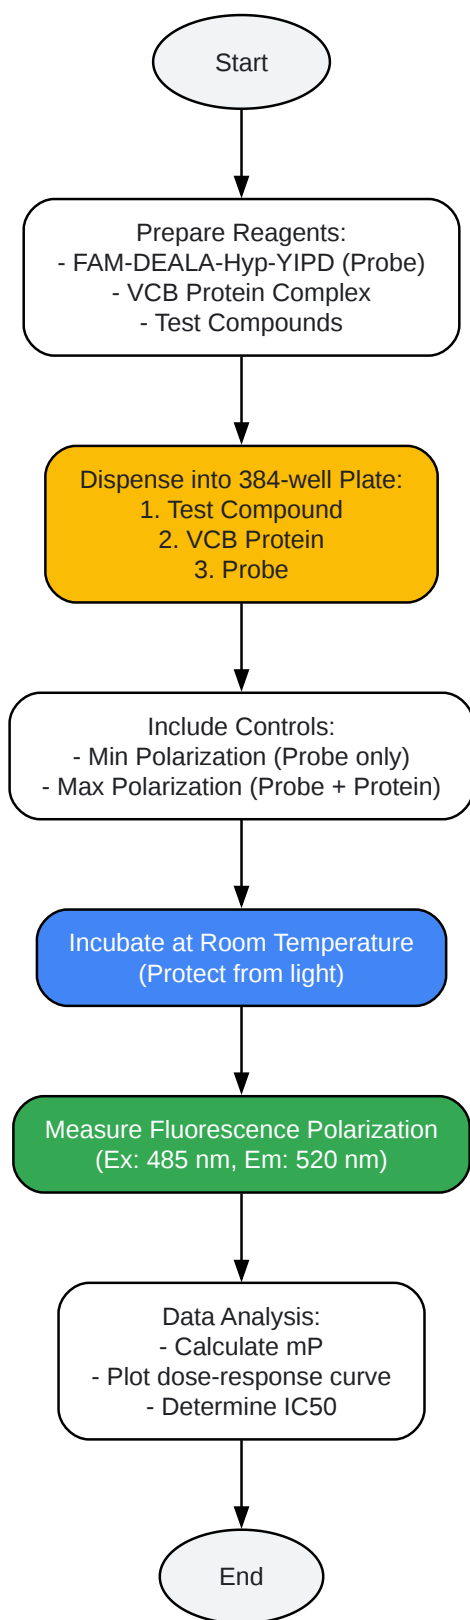 Start
Prepare Reagents:
- FAM-DEALA-Hyp-YIPD (Probe)
- VCB Protein Complex
- Test Compounds
Dispense into 384-well Plate:
1. Test Compound
2. VCB Protein
3. Probe
Include Controls:
- Min Polarization (Probe only)
- Max Polarization (Probe + Protein)
Incubate at Room Temperature
(Protect from light)
Measure Fluorescence Polarization
(Ex: 485 nm, Em: 520 nm)
Data Analysis:
- Calculate mP
- Plot dose-response curve
- Determine IC50
End